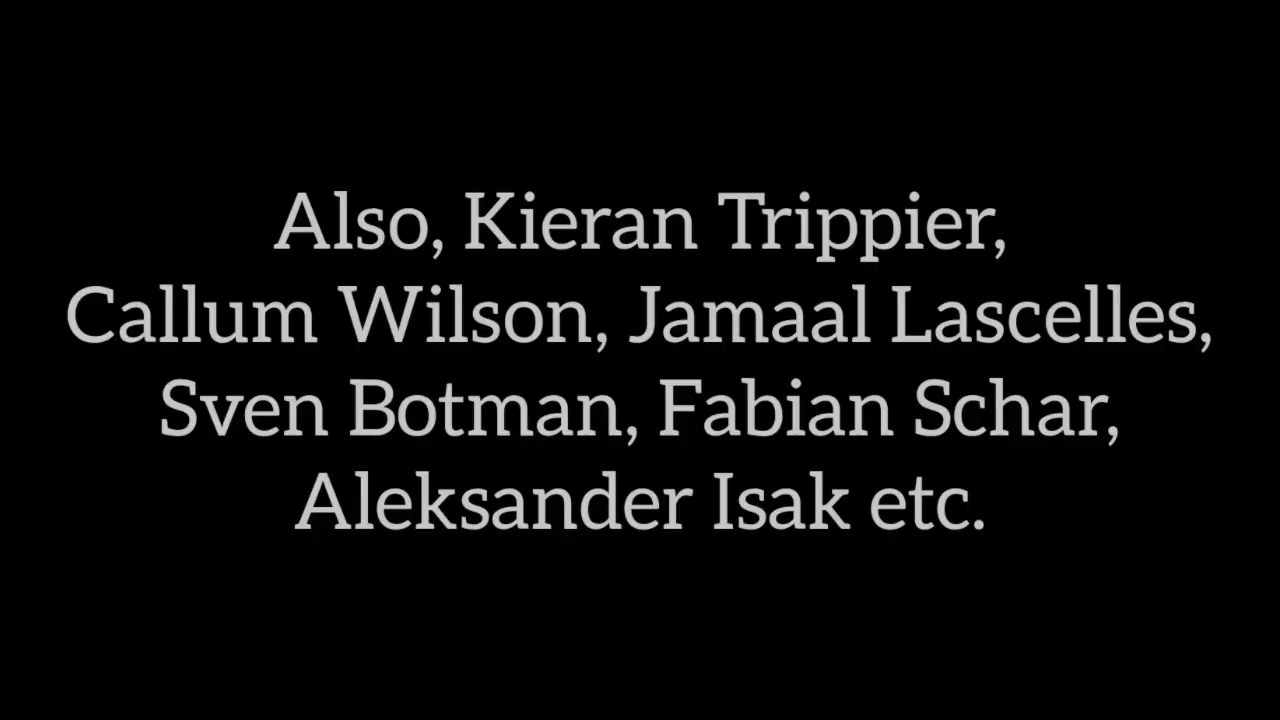 Also, Kieran Trippier,
Callum Wilson, Jamaal Lascelles,
Sven Botman, Fabian Schar,
Aleksander Isak etc.